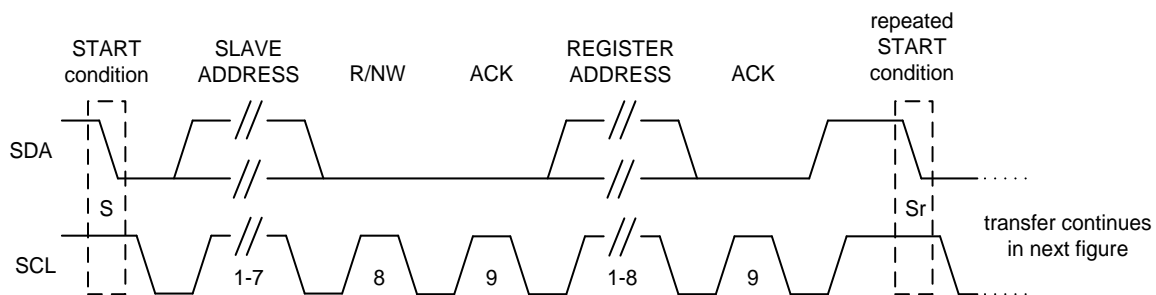 START
condition
SLAVE
ADDRESS
R/NW
ACK
REGISTER
ADDRESS
ACK
repeated
START
condition
SDA
S
Sr
transfer continues
in next figure
SCL
1-7
8
9
1-8
9